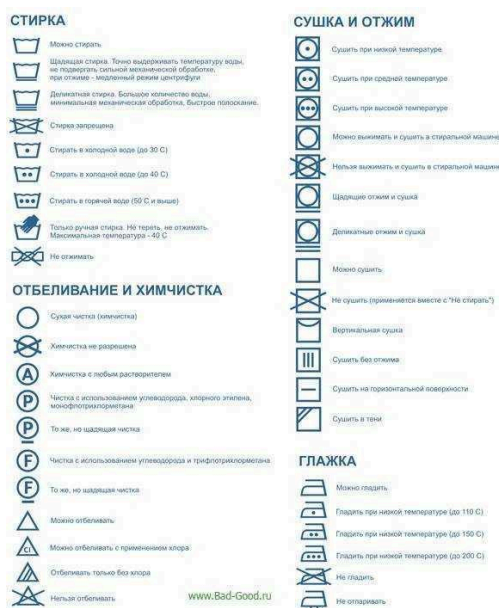 СТИРКА
Можно стирать
Щадящая стирка. Точно выдерживать температуру воды,
не подвергать сильной механической обработке,
при отжиме - медленный режим центрифуги
Деликатная стирка. Большое количество воды,
минимальная механическая обработка, быстрое полоскание.
Стирка запрещена
Стирать в холодной воде (до 30 С)
Стирать в холодной воде (до 40 С)
Стирать в горячей воде (50 С и выше)
Только ручная стирка. Не тереть, не отжимать.
Максимальная температура - 40 С
Не отжимать
ОТБЕЛИВАНИЕ И ХИМЧИСТКА
Сухая чистка (химчистка)
Химчистка не разрешена
A
Химчистка с любым растворителем
P
Чистка с использованием углеводорода, хлорного этилена,
монофлотрихлорметана
P
То же, но щадящая чистка
F
Чистка с использованием углеводорода и трифлотрихлорметана
F
То же, но щадящая чистка
Можно отбеливать
Cl
Можно отбеливать с применением хлора
Отбеливать только без хлора
Нельзя отбеливать
СУШКА И ОТЖИМ
Сушить при низкой температуре
Сушить при средней температуре
Сушить при высокой температуре
Можно выжимать и сушить в стиральной машине
Нельзя выжимать и сушить в стиральной машине
Щадящие отжим и сушка
Деликатные отжим и сушка
Можно сушить
Не сушить (применяется вместе с "Не стирать")
Вертикальная сушка
Сушить без отжима
Сушить на горизонтальной поверхности
Сушить в тени
ГЛАЖКА
Можно гладить
Гладить при низкой температуре (до 110 С)
Гладить при низкой температуре (до 150 С)
Гладить при низкой температуре (до 200 С)
Не гладить
Не отпаривать
www.Bad-Good.ru